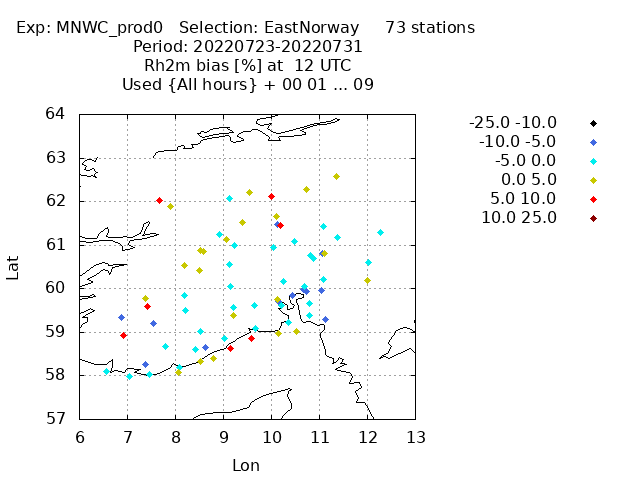 Exp: MNWC_prod0   Selection: EastNorway     73 stations
Period: 20220723-20220731
Rh2m bias [%] at  12 UTC
Used {All hours} + 00 01 ... 09
-25.0 -10.0
-10.0 -5.0
-5.0 0.0
0.0 5.0
5.0 10.0
10.0 25.0
64
63
62
61
60
59
58
57
Lat
6 7 8 9 10 11 12 13
Lon